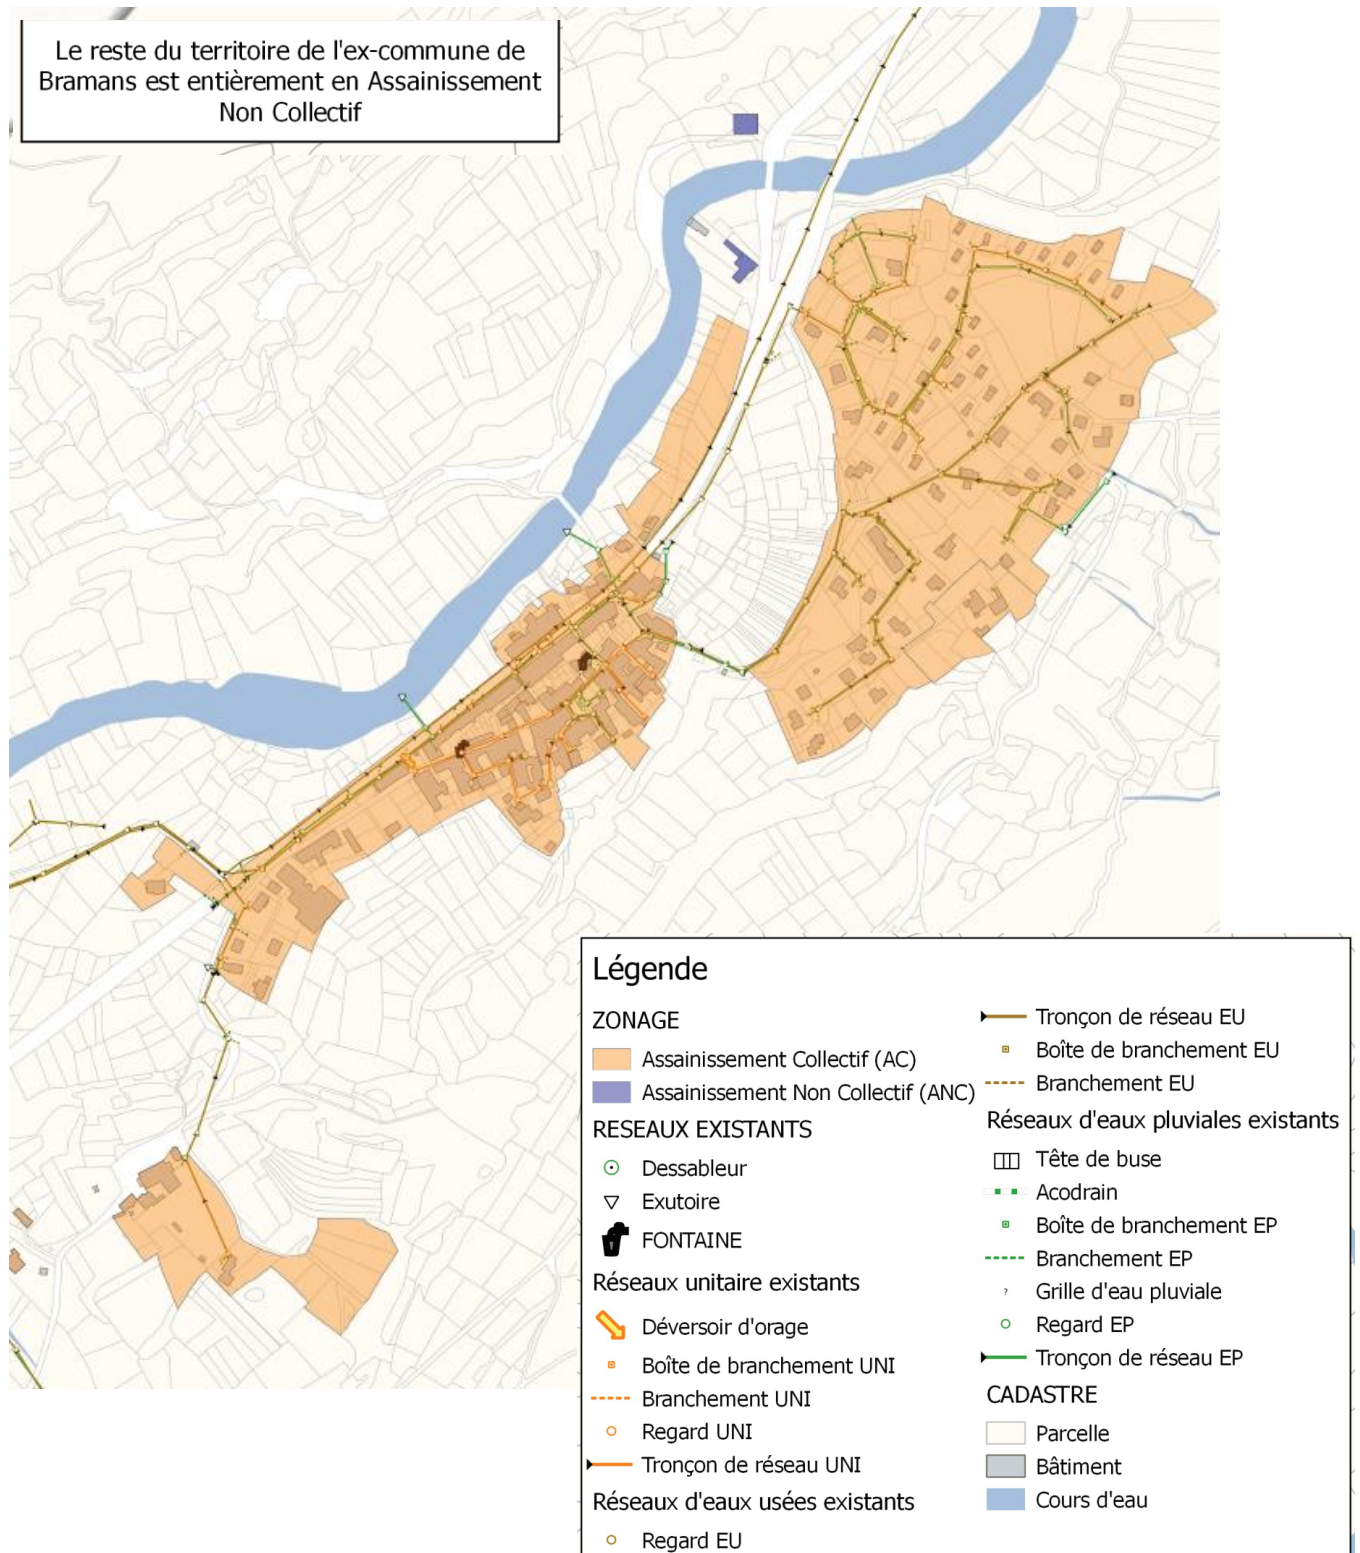 Le reste du territoire de l'ex-commune de
Bramans est entièrement en Assainissement
Non Collectif
Légende
ZONAGE
Assainissement Collectif (AC)
Assainissement Non Collectif (ANC)
RESEAUX EXISTANTS
Dessableur
Exutoire
FONTAINE
Réseaux unitaire existants
Déversoir d'orage
Boîte de branchement UNI
Branchement UNI
Regard UNI
Tronçon de réseau UNI
Réseaux d'eaux usées existants
Regard EU
Tronçon de réseau EU
Boîte de branchement EU
Branchement EU
Réseaux d'eaux pluviales existants
Tête de buse
Acodrain
Boîte de branchement EP
Branchement EP
? Grille d'eau pluviale
Regard EP
Tronçon de réseau EP
CADASTRE
Parcelle
Bâtiment
Cours d'eau